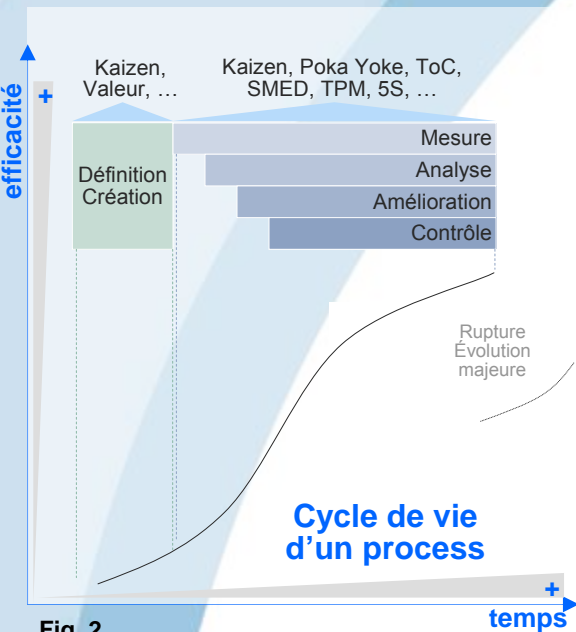 Kaizen,
Valeur, …
Kaizen, Poka Yoke, ToC,
SMED, TPM, 5S, …
efficacité
+
Définition
Création
Mesure
Analyse
Amélioration
Contrôle
Rupture
Évolution
majeure
Cycle de vie
d'un process
+
temps
Fig. 2